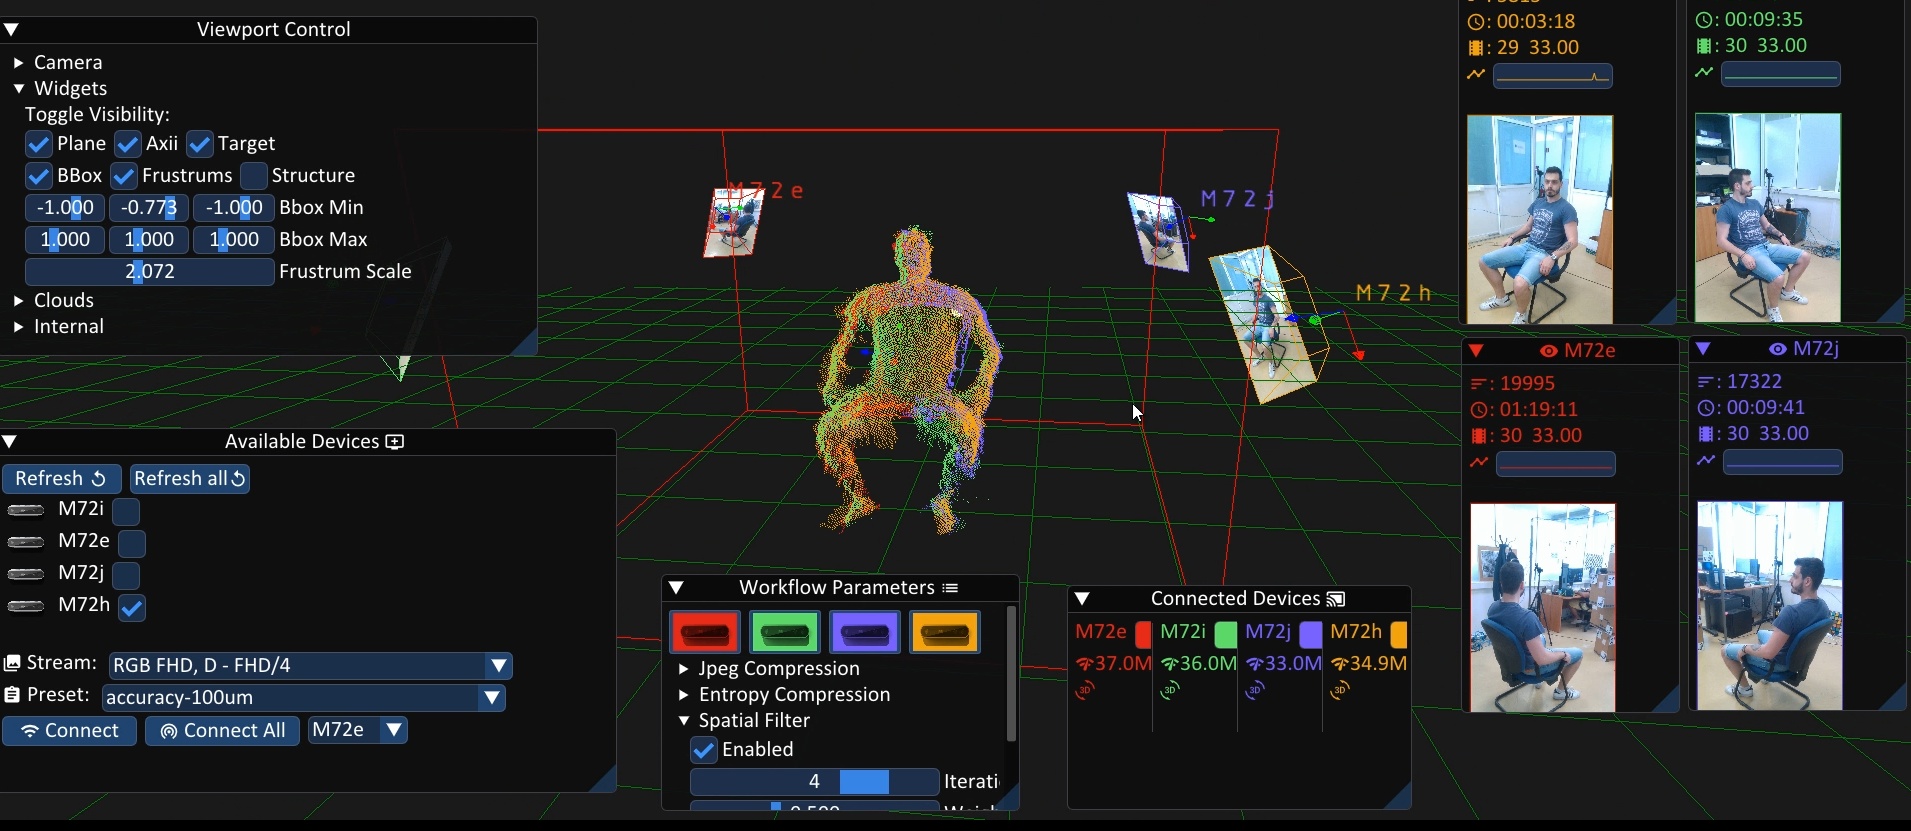 Viewport Control
Camera
Widgets
Toggle Visibility:
Plane Axii Target
BBox Frustrums Structure
-1.000 -0.773 -1.000 Bbox Min
1.000 1.000 1.000 Bbox Max
2.072 Frustrum Scale
Clouds
Internal
M72e
M72j
M72h
: 00:03:18
: 29 33.00
: 00:09:35
: 30 33.00
M72e
: 19995
: 01:19:11
: 30 33.00
M72j
: 17322
: 00:09:41
: 30 33.00
Available Devices
Refresh Refresh all
M72i
M72e
M72j
M72h
Stream: RGB FHD, D - FHD/4
Preset: accuracy-100um
Connect Connect All M72e
Workflow Parameters
Jpeg Compression
Entropy Compression
Spatial Filter
Enabled
4 Iterati
Connected Devices
M72e M72i M72j M72h
37.0M 36.0M 33.0M 34.9M
3D 3D 3D 3D